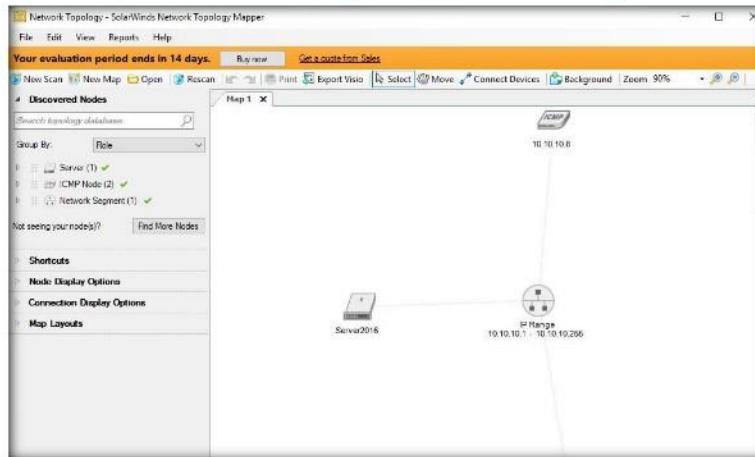 Network Topology - SolarWinds Network Topology Mapper
File Edit View Reports Help
Your evaluation period ends in 14 days. Buy now Get a quote from Sales
New Scan New Map Open Rescan Print Export Visio Select Move Connect Devices Background Zoom 90%
Discovered Nodes
Map 1 X
Search topology database
Group By: Role
Server (1)
ICMP Node (2)
Network Segment (1)
Not seeing your node(s)? Find More Nodes
Shortcuts
Node Display Options
Connection Display Options
Map Layouts
ICMP
10.10.10.8
Server2016
IP Range
10.10.10.1 - 10.10.10.255